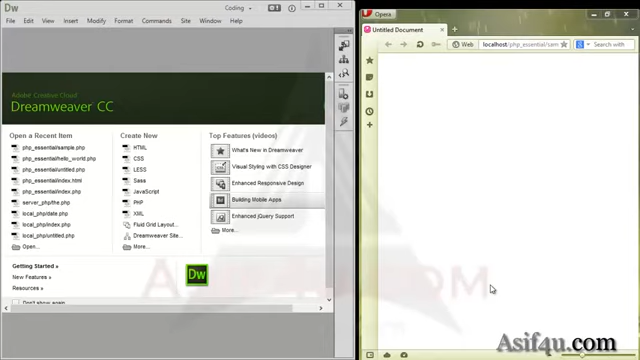 Dw
Coding
File Edit View Insert Modify Format Commands Site Window Help
Adobe Creative Cloud
Dreamweaver CC
Open a Recent Item
php_essential/sample.php
php_essential/hello_world.php
php_essential/untitled.php
php_essential/index.html
php_essential/index.php
server_php/the.php
local_php/date.php
local_php/index.php
local_php/untitled.php
Open...
Create New
HTML
CSS
LESS
Sass
JavaScript
PHP
XML
Fluid Grid Layout...
Dreamweaver Site...
More...
Top Features (videos)
What's New in Dreamweaver
Visual Styling with CSS Designer
Enhanced Responsive Design
Building Mobile Apps
Enhanced jQuery Support
More...
Getting Started »
New Features »
Resources »
Dw
Don't show again
Opera
Untitled Document
Web
localhost/php_essential/sam
Search with
Asif4u.com